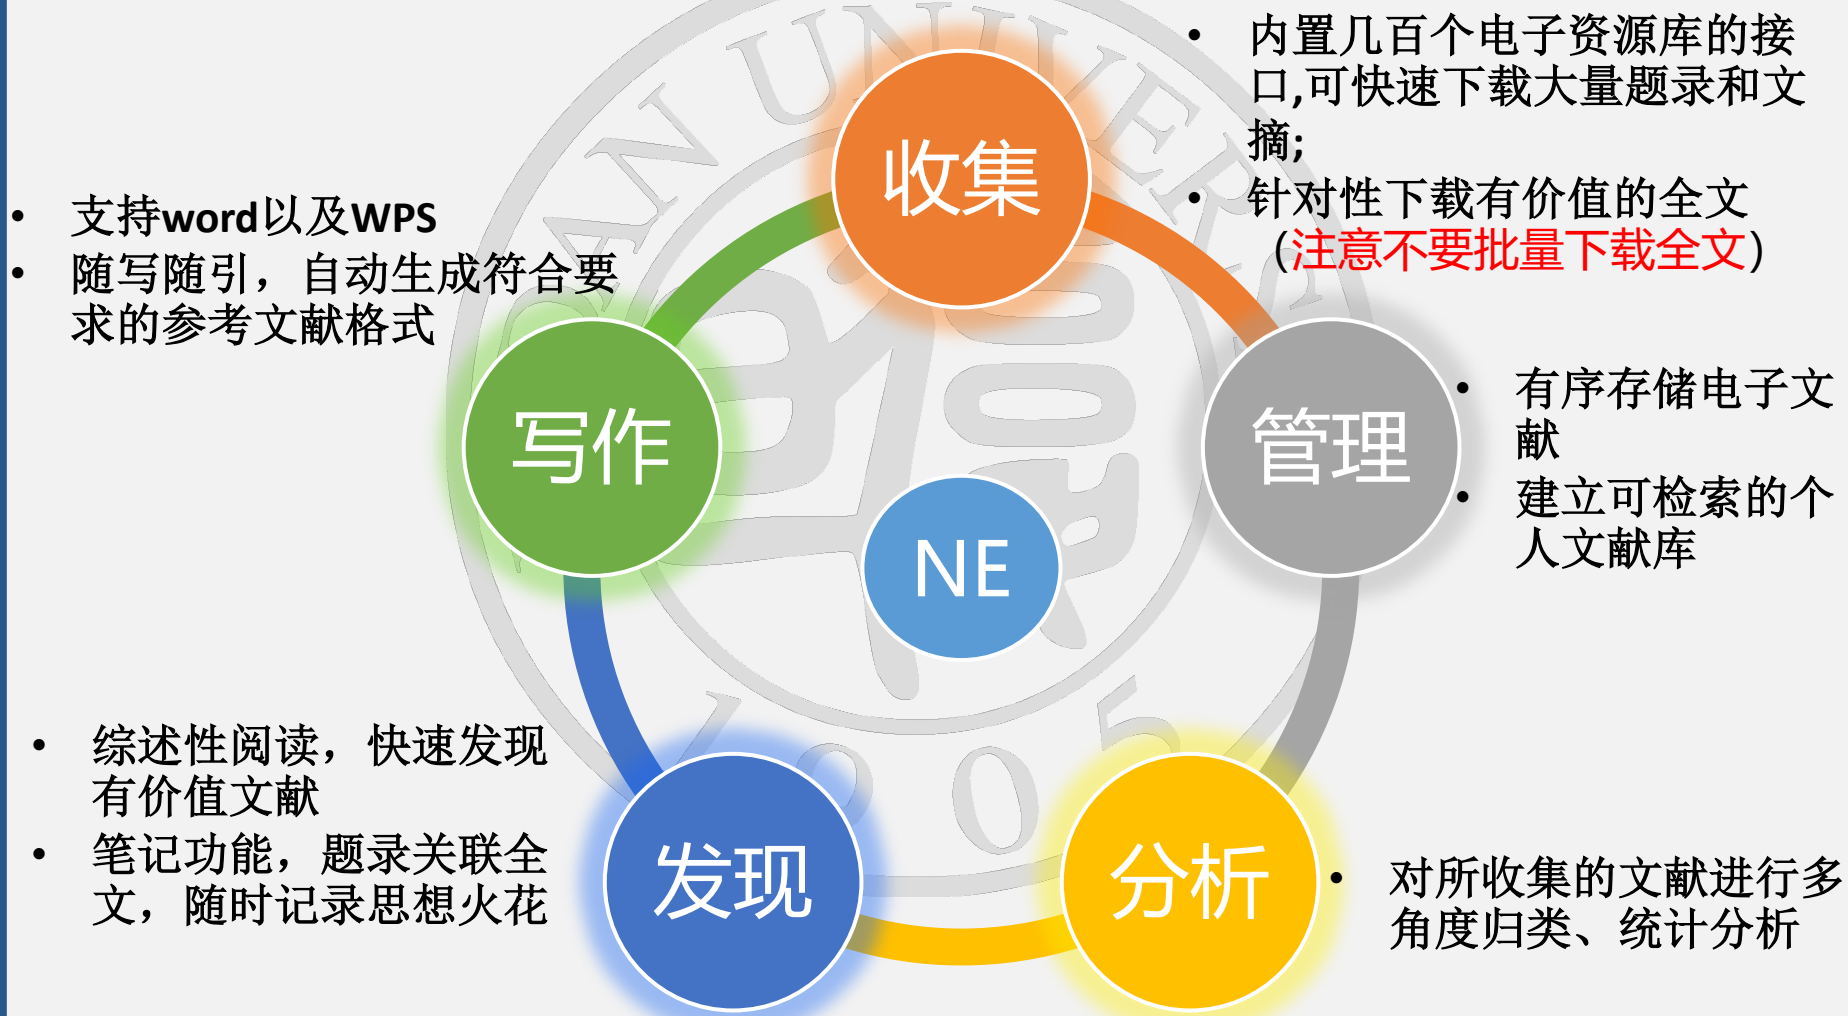 收集
• 内置几百个电子资源库的接
口,可快速下载大量题录和文
摘;
• 针对性下载有价值的全文
（注意不要批量下载全文）
管理
• 有序存储电子文
献
• 建立可检索的个
人文献库
分析
• 对所收集的文献进行多
角度归类、统计分析
发现
• 综述性阅读，快速发现
有价值文献
• 笔记功能，题录关联全
文，随时记录思想火花
写作
• 支持word以及WPS
• 随写随引，自动生成符合要
求的参考文献格式
NE
AN UNIVERS
1905